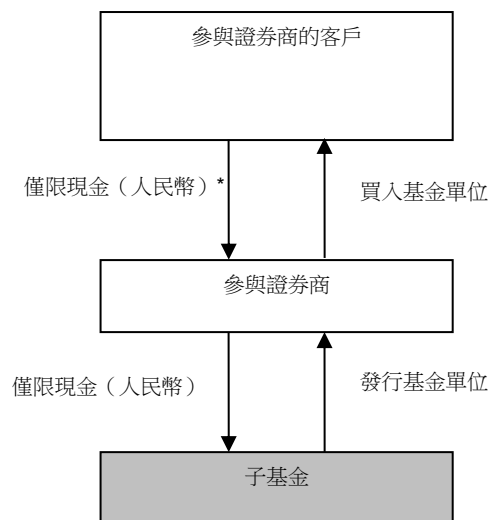 參與證券商的客戶
僅限現金（人民幣）*
買入基金單位
參與證券商
僅限現金（人民幣）
發行基金單位
子基金